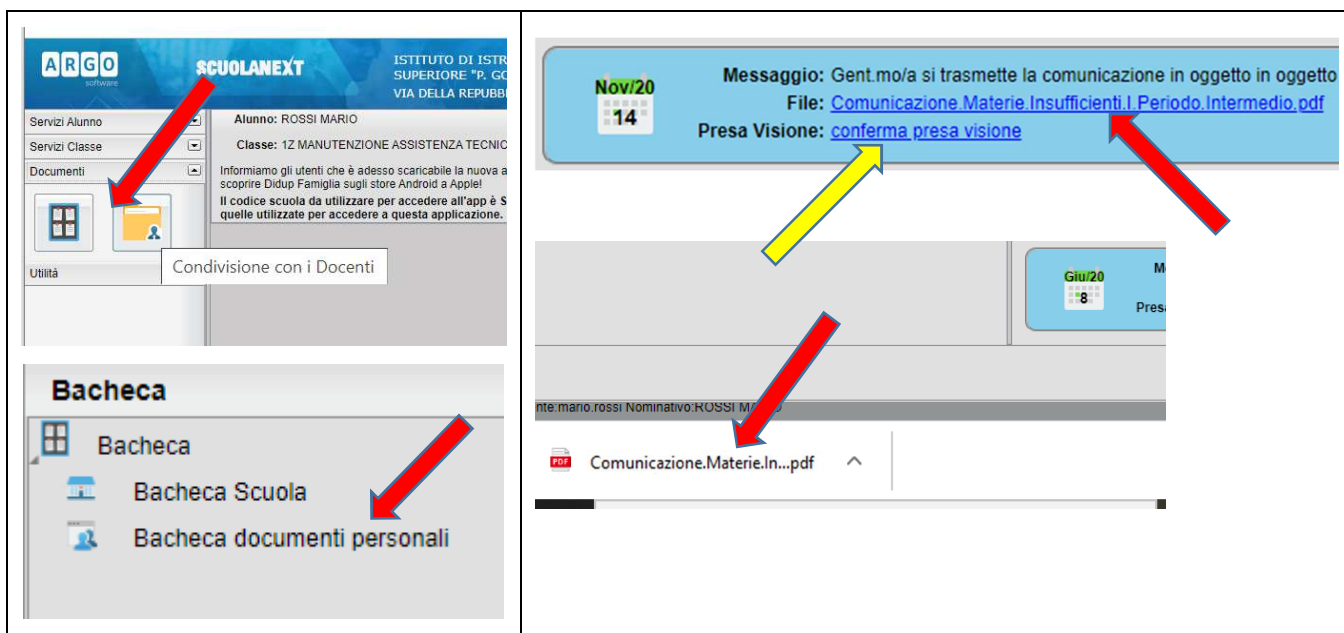 ARGO
software
SCUOLANEXT
ISTITUTO DI ISTR
SUPERIORE "P. GO
VIA DELLA REPUBB
Servizi Alunno
Servizi Classe
Documenti
Utilità
Alunno: ROSSI MARIO
Classe: 1Z MANUTENZIONE ASSISTENZA TECNIC
Informiamo gli utenti che è adesso scaricabile la nuova a
scoprire Didup Famiglia sugli store Android a Apple!
Il codice scuola da utilizzare per accedere all'app è S
quelle utilizzate per accedere a questa applicazione.
Condivisione con i Docenti
Bacheca
Bacheca
Bacheca Scuola
Bacheca documenti personali
Nov/20
14
Messaggio: Gent.mo/a si trasmette la comunicazione in oggetto in oggetto
File: Comunicazione.Materie.Insufficienti.I.Periodo.Intermedio.pdf
Presa Visione: conferma presa visione
Giu/20
8
M
Pres
nte:mario.rossi Nominativo:ROSSI
PDF
Comunicazione.Materie.In...pdf